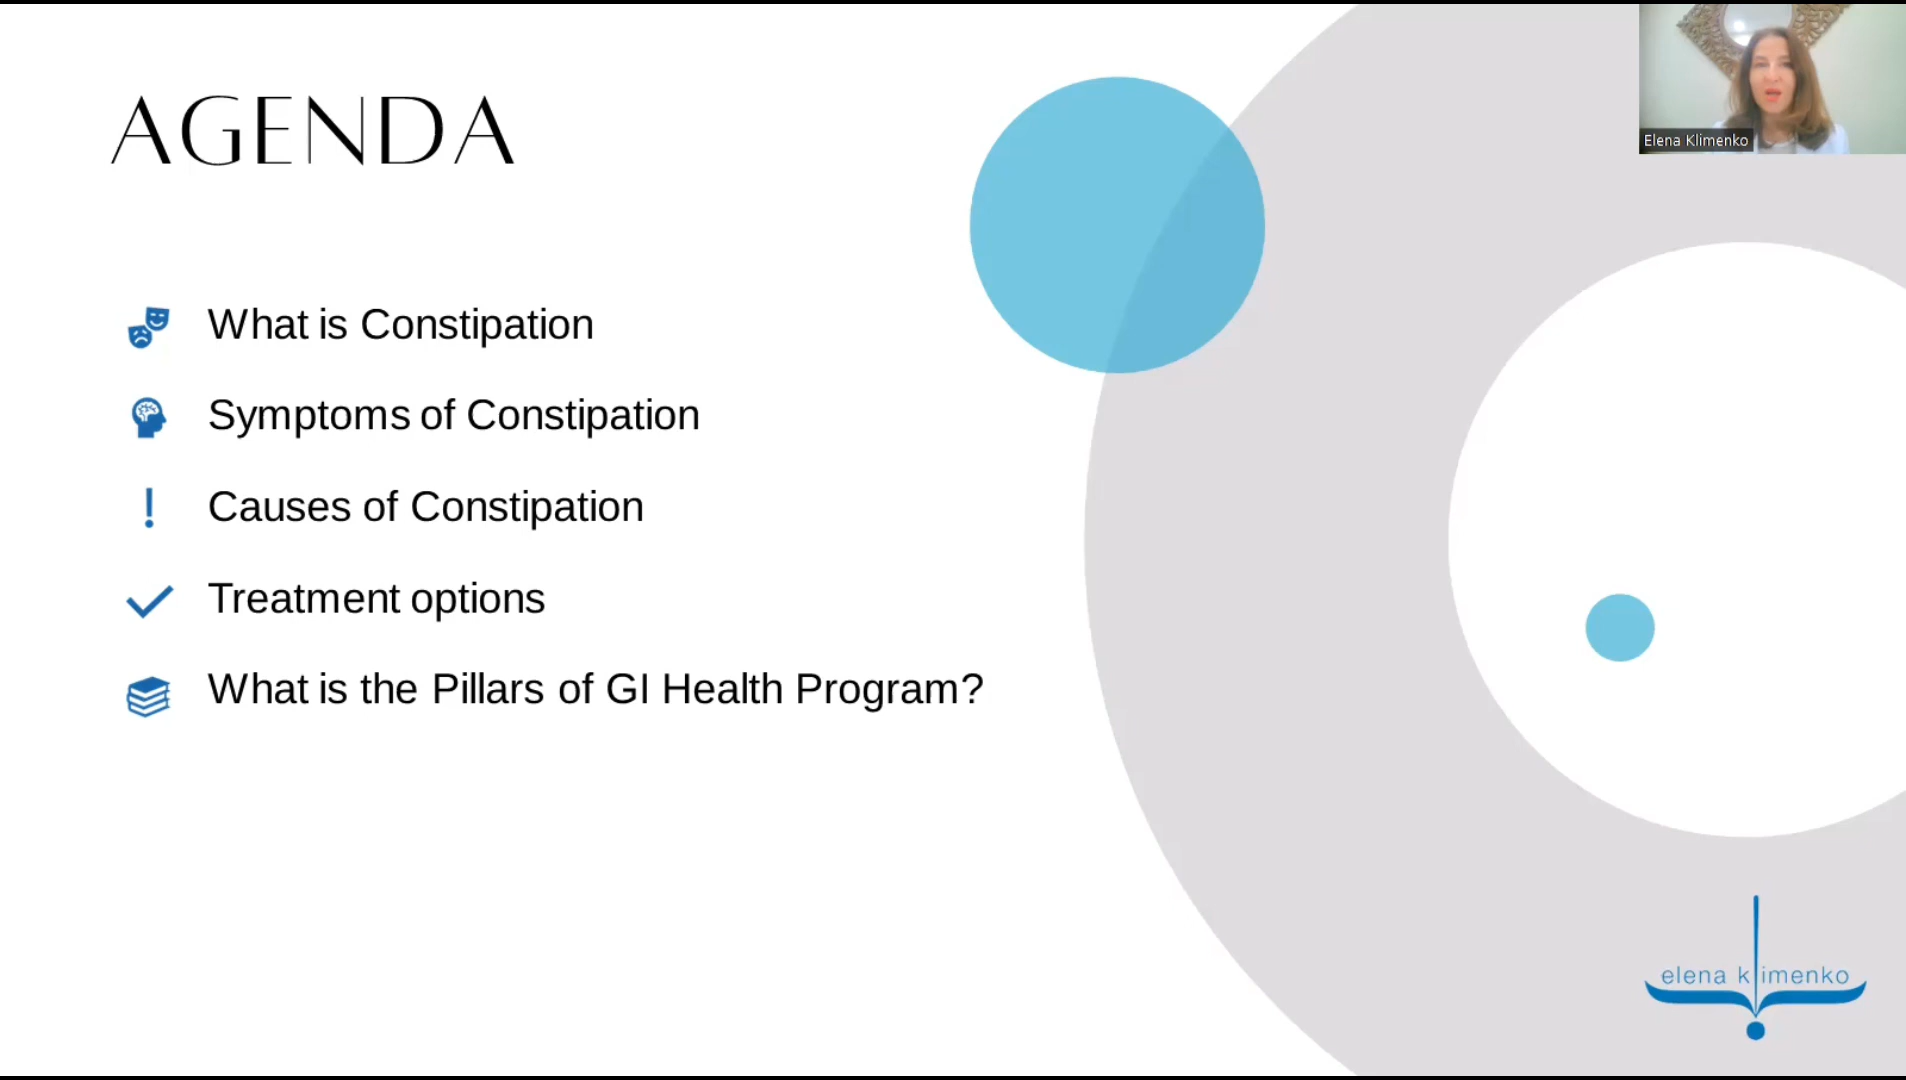 AGENDA
Elena Klimenko
What is Constipation
Symptoms of Constipation
Causes of Constipation
Treatment options
What is the Pillars of GI Health Program?
elena klimenko